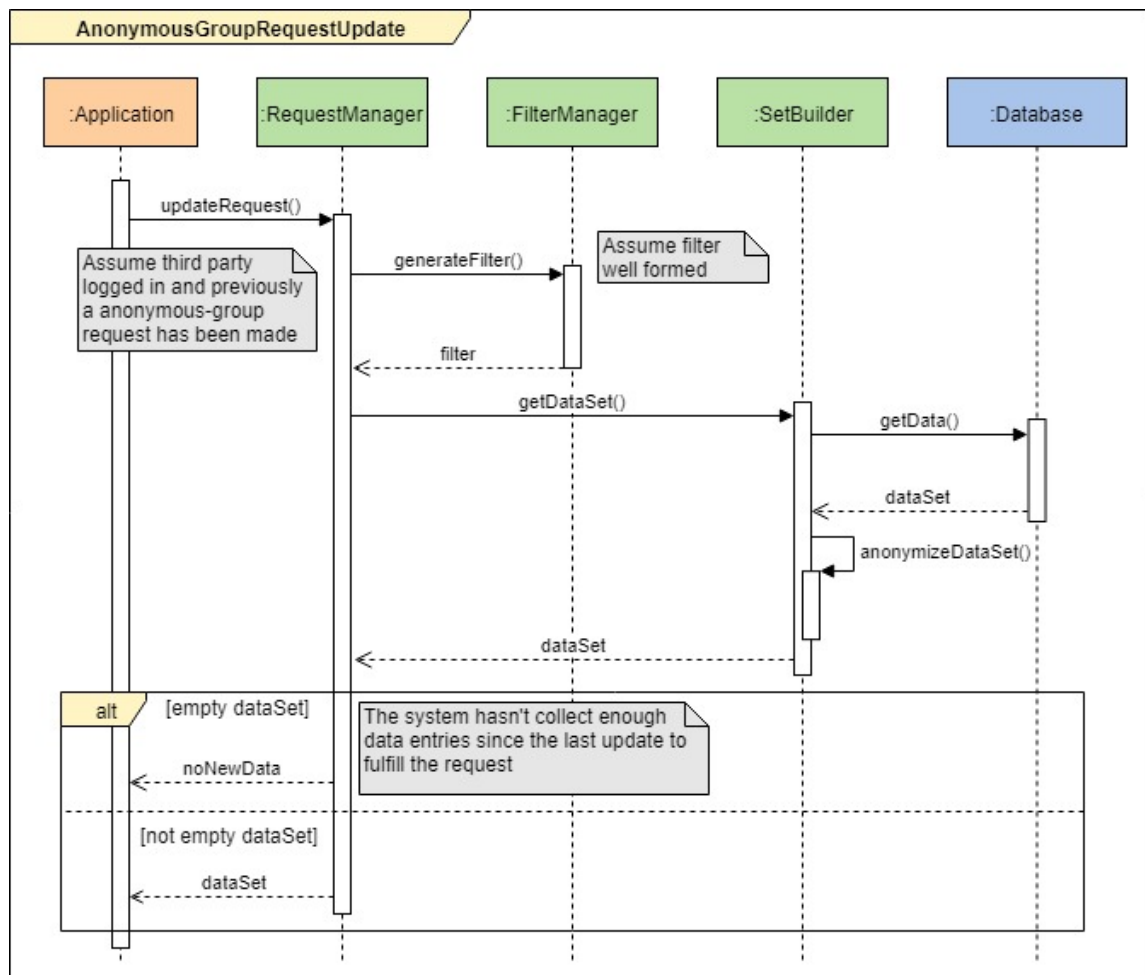 AnonymousGroupRequestUpdate
:Application
:RequestManager
:FilterManager
:SetBuilder
:Database
updateRequest()
Assume third party
logged in and previously
a anonymous-group
request has been made
generateFilter()
Assume filter
well formed
filter
getDataSet()
getData()
dataSet
anonymizeDataSet()
dataSet
alt
[empty dataSet]
The system hasn't collect enough
data entries since the last update to
fulfill the request
noNewData
[not empty dataSet]
dataSet